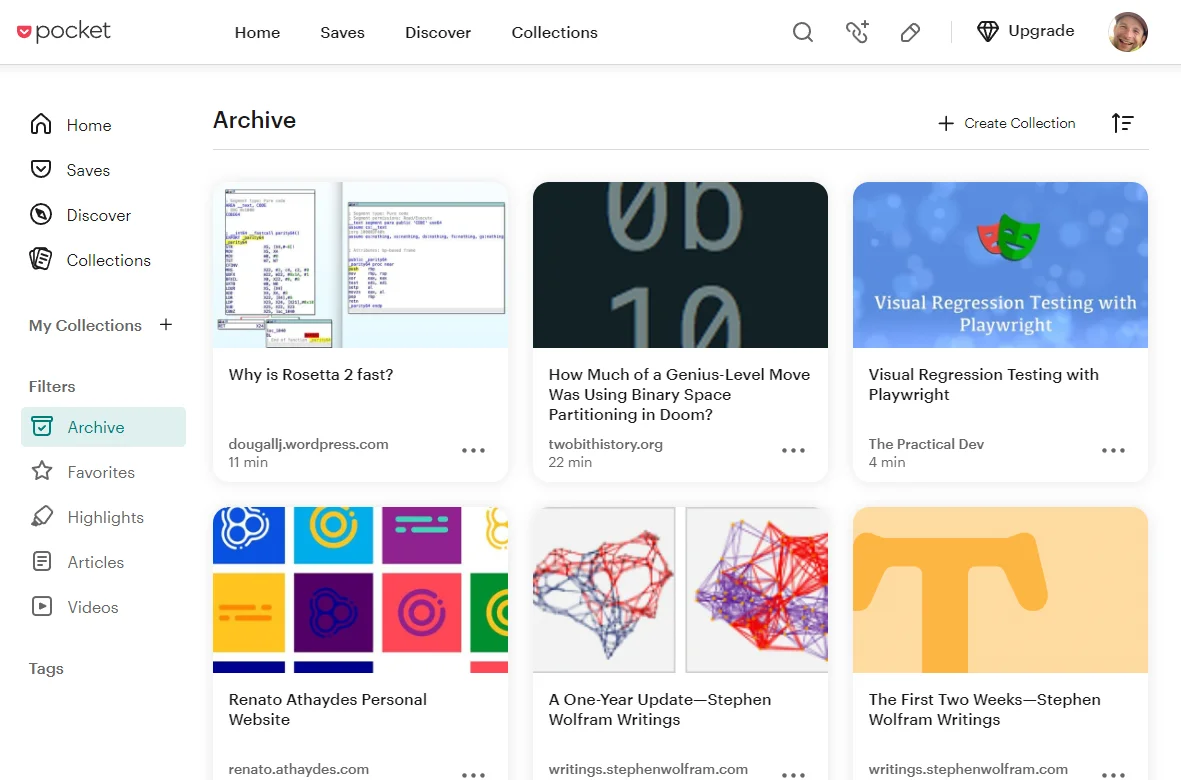 pocket
Home
Saves
Discover
Collections
Upgrade
Home
Saves
Discover
Collections
My Collections
Filters
Archive
Favorites
Highlights
Articles
Videos
Tags
Archive
Create Collection
Why is Rosetta 2 fast?
dougallj.wordpress.com
11 min
0b
10
How Much of a Genius-Level Move
Was Using Binary Space
Partitioning in Doom?
twobithistory.org
22 min
Visual Regression Testing with
Playwright
Visual Regression Testing with
Playwright
The Practical Dev
4 min
Renato Athaydes Personal
Website
renato.athaydes.com
A One-Year Update—Stephen
Wolfram Writings
writings.stephenwolfram.com
The First Two Weeks—Stephen
Wolfram Writings
writings.stephenwolfram.com